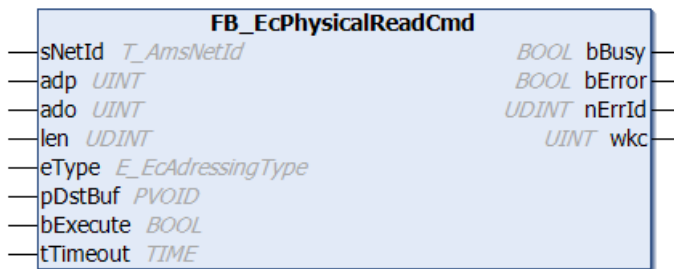 FB_EcPhysicalReadCmd
sNetId T_AmsNetId BOOL bBusy
adp UINT BOOL bError
ado UINT UDINT nErrId
len UDINT UINT wkc
eType E_EcAdressingType
pDstBuf PVOID
bExecute BOOL
tTimeout TIME